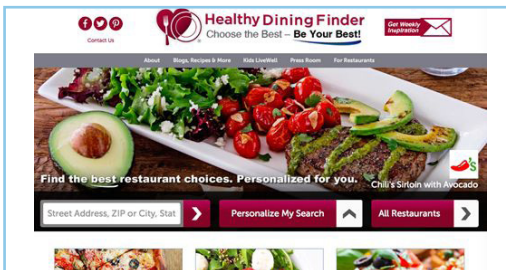 Healthy Dining Finder
Choose the Best – Be Your Best!
Get Weekly
Inspiration
Contact Us
About Blogs, Recipes & More Kids LiveWell Press Room For Restaurants
Find the best restaurant choices. Personalized for you.
Chili's Sirloin with Avocado
Street Address, ZIP or City, Stat
Personalize My Search
All Restaurants